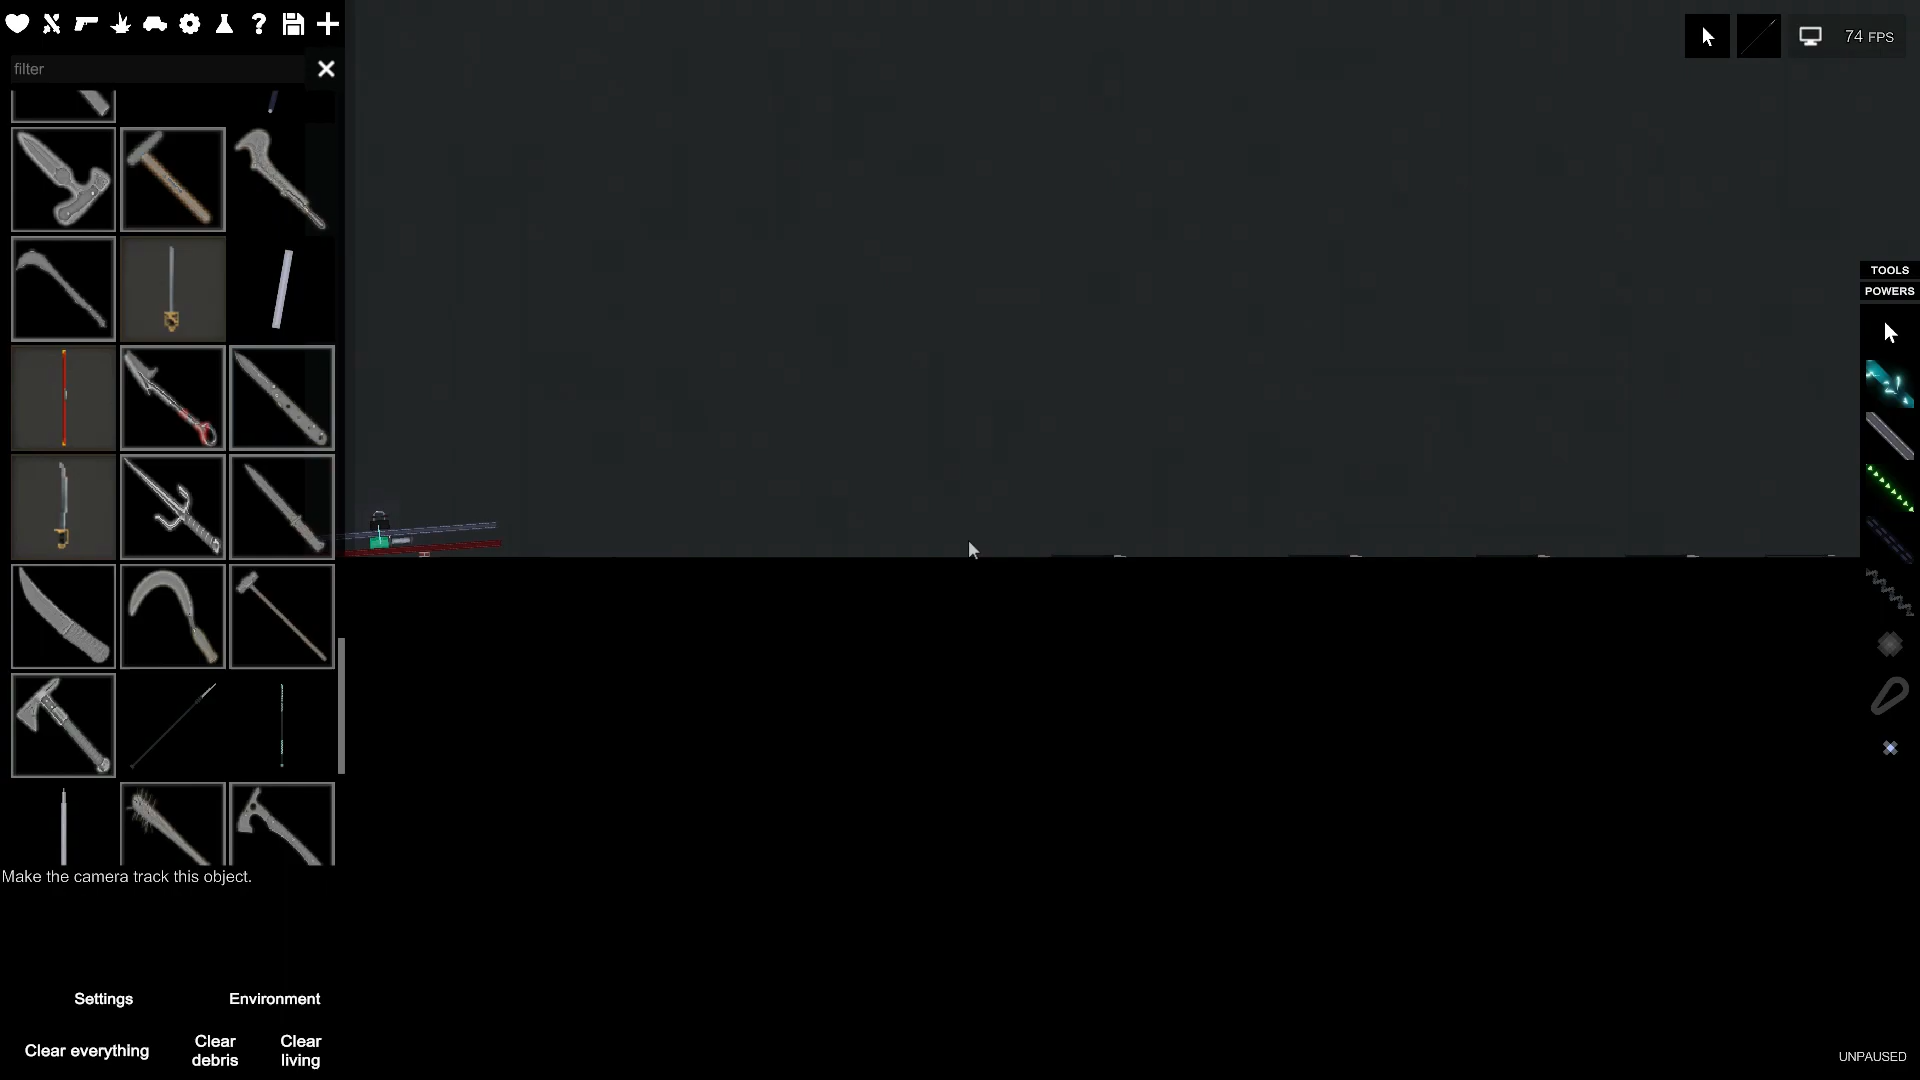 filter
74 FPS
TOOLS
POWERS
Make the camera track this object.
Settings
Environment
Clear everything
Clear debris
Clear living
UNPAUSED